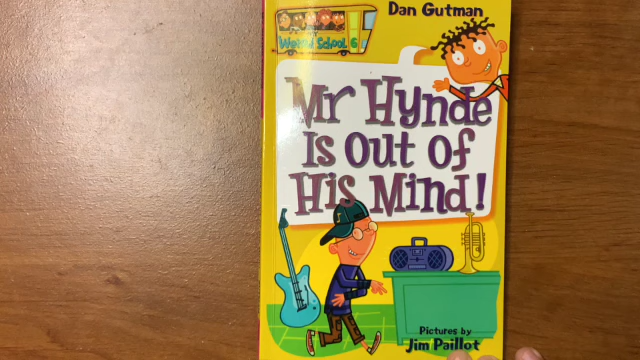 Dan Gutman
Weird School 6
Mr Hynde
Is Out of
His Mind!
Pictures by
Jim Paillot